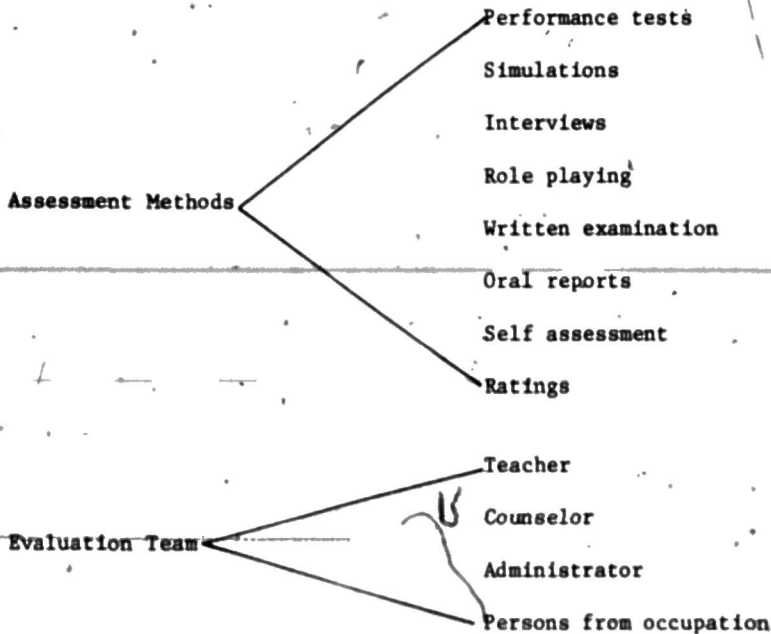 Performance tests
Simulations
Interviews
Role playing
Assessment Methods
Written examination
Oral reports
Self assessment
Ratings
Teacher
Counselor
Evaluation Team
Administrator
Persons from occupation